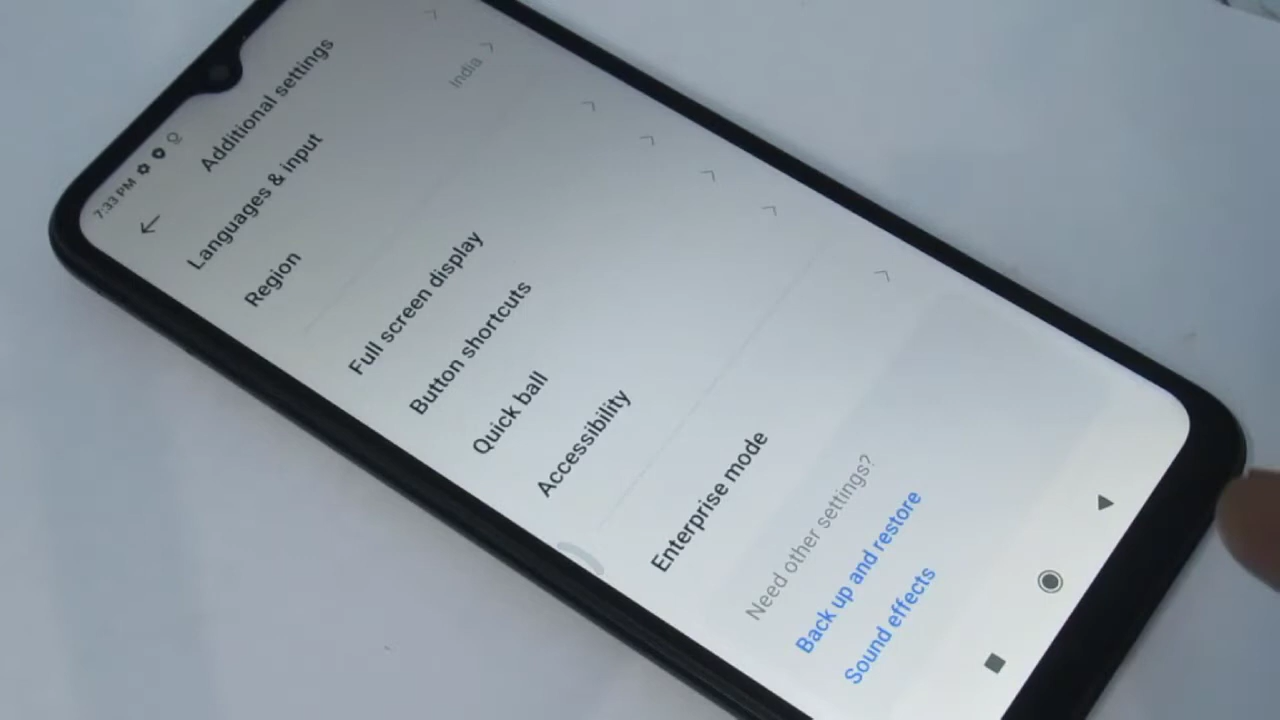 7:33 PM
Additional settings
Languages & input
Region India
Full screen display
Button shortcuts
Quick ball
Accessibility
Enterprise mode
Need other settings?
Back up and restore
Sound effects